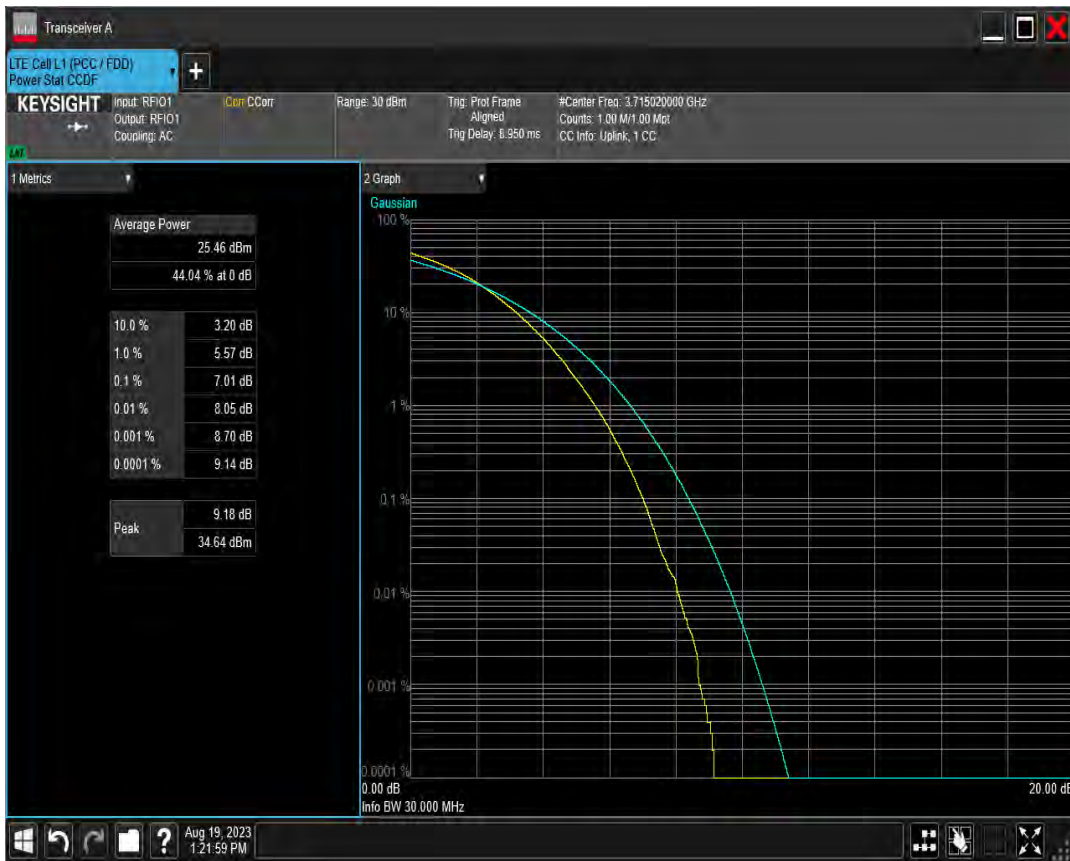 Transceiver A
LTE Cell L1 (PCC / FDD)
Power Stat CCDF
KEYSIGHT
Input: RFIO1
Output: RFIO1
Coupling: AC
Corr CCorr
Range: 30 dBm
Trig: Prot Frame
Aligned
Trig Delay: 8.950 ms
#Center Freq: 3.715020000 GHz
Counts: 1.00 M/1.00 Mpt
CC Info: Uplink, 1 CC
LXI
1 Metrics
Average Power
25.46 dBm
44.04 % at 0 dB
10.0 % 3.20 dB
1.0 % 5.57 dB
0.1 % 7.01 dB
0.01 % 8.05 dB
0.001 % 8.70 dB
0.0001 % 9.14 dB
Peak 9.18 dB
34.64 dBm
2 Graph
Gaussian
100 %
10 %
1 %
0.1 %
0.01 %
0.001 %
0.0001 %
0.00 dB 20.00 dB
Info BW 30.000 MHz
? Aug 19, 2023
1:21:59 PM